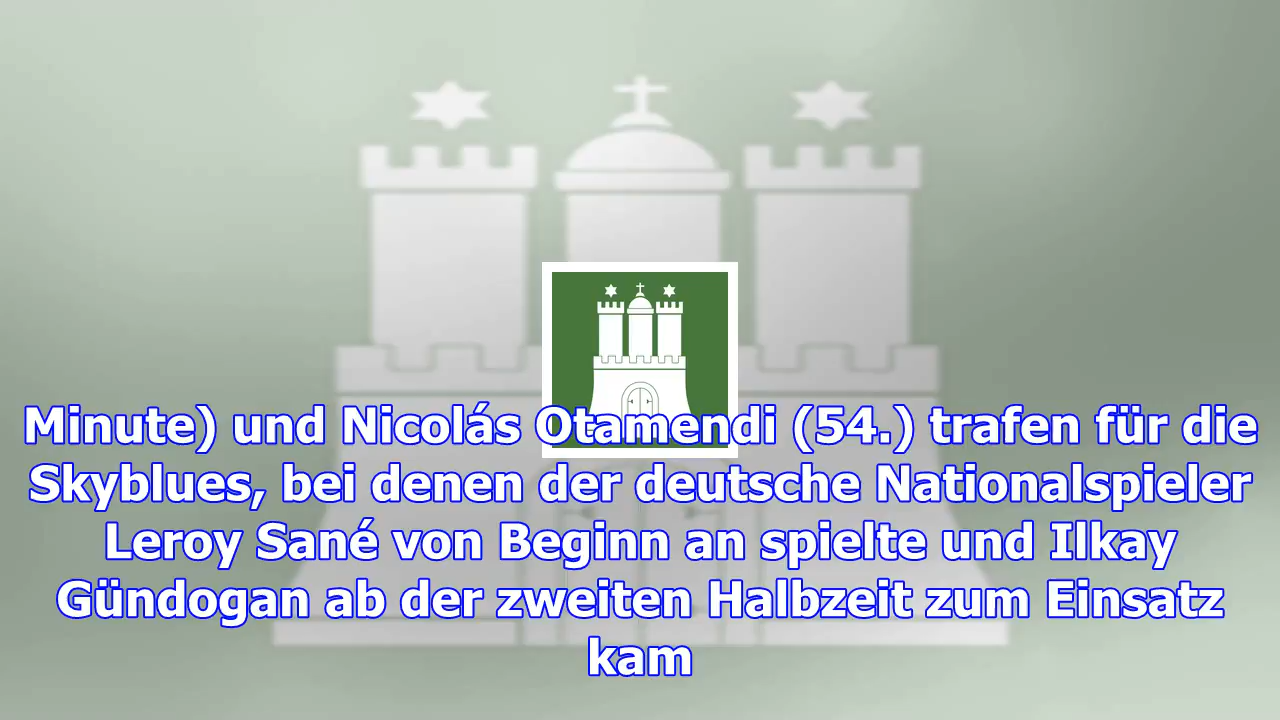 Minute) und Nicolás Otamendi (54.) trafen für die
Skyblues, bei denen der deutsche Nationalspieler
Leroy Sané von Beginn an spielte und Ilkay
Gündogan ab der zweiten Halbzeit zum Einsatz
kam